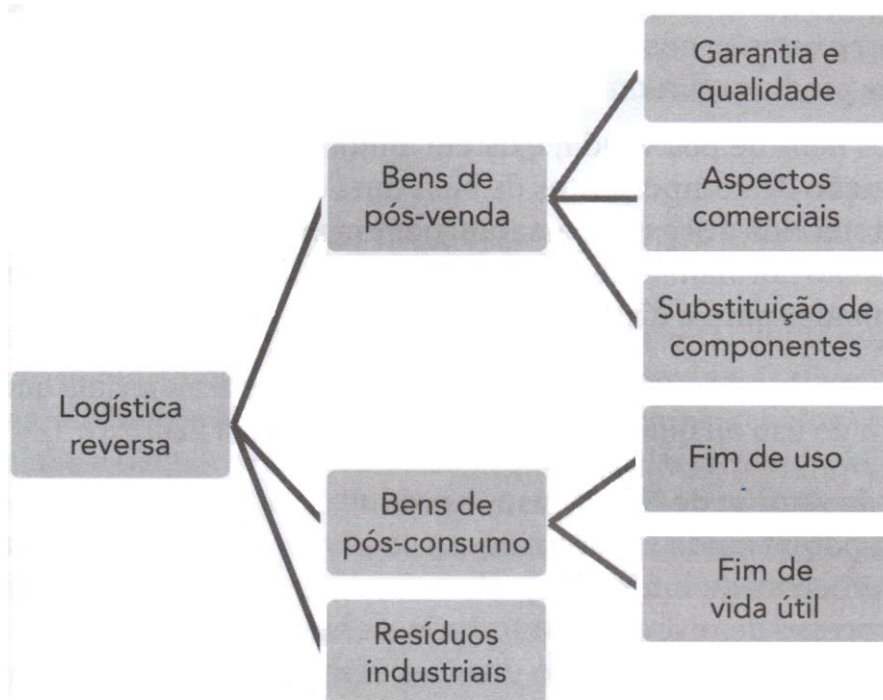 Garantia e
qualidade
Bens de
pós-venda
Aspectos
comerciais
Substituição de
componentes
Logística
reversa
Fim de uso
Bens de
pós-consumo
Fim de
vida útil
Resíduos
industriais